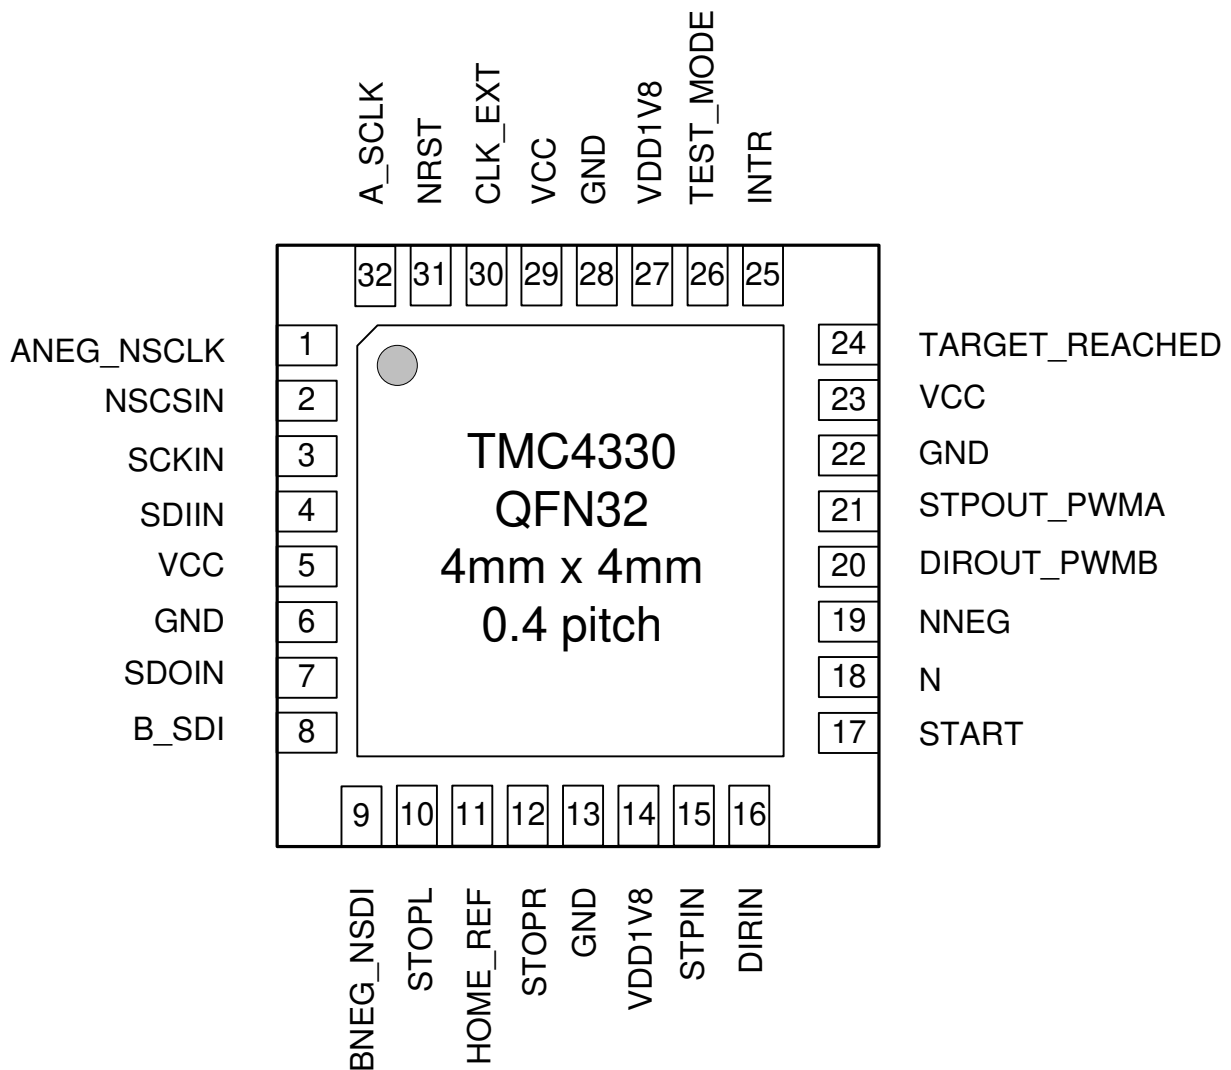 A_SCLK
NRST
CLK_EXT
VCC
GND
VDD1V8
TEST_MODE
INTR
32
31
30
29
28
27
26
25
ANEG_NSCLK
1
NSCSIN
2
SCKIN
3
SDIIN
4
VCC
5
GND
6
SDOIN
7
B_SDI
8
TMC4330
QFN32
4mm x 4mm
0.4 pitch
24
TARGET_REACHED
23
VCC
22
GND
21
STPOUT_PWMA
20
DIROUT_PWMB
19
NNEG
18
N
17
START
9
10
11
12
13
14
15
16
BNEG_NSDI
STOPL
HOME_REF
STOPR
GND
VDD1V8
STPIN
DIRIN